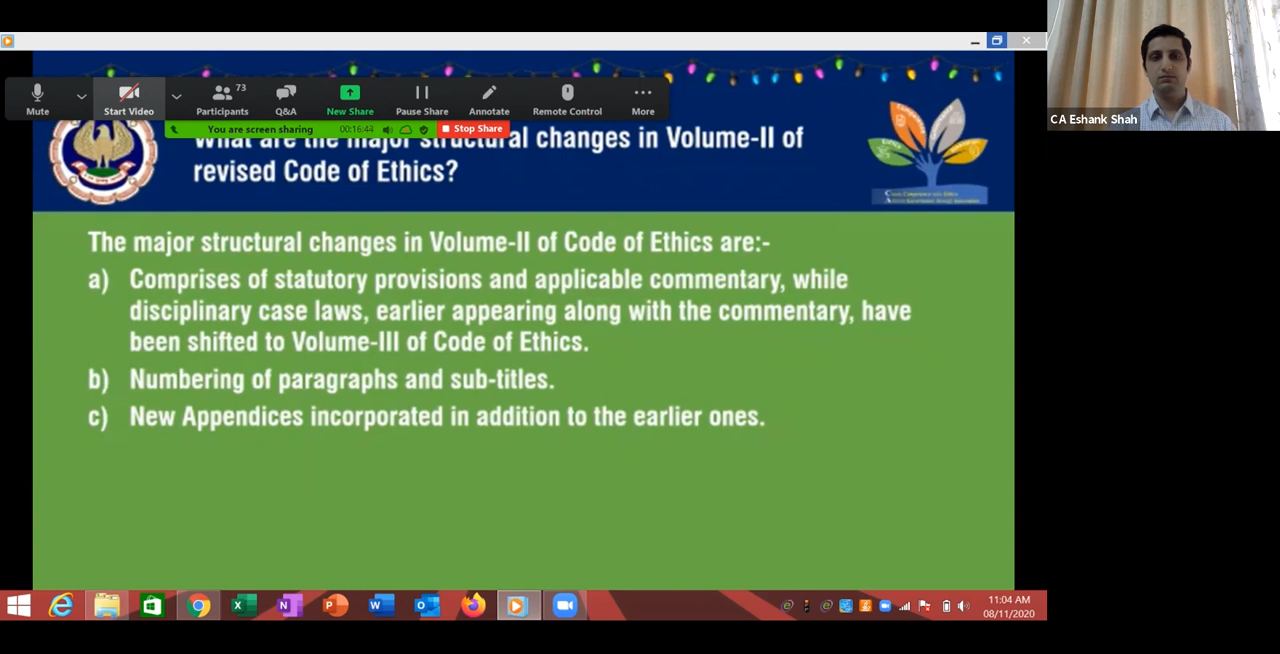 CA Eshank Shah
Mute
Start Video
Participants
73
Q&A
New Share
Pause Share
Annotate
Remote Control
More
You are screen sharing
00:16:44
Stop Share
What are the major structural changes in Volume-II of
revised Code of Ethics?
The major structural changes in Volume-II of Code of Ethics are:-
a) Comprises of statutory provisions and applicable commentary, while
disciplinary case laws, earlier appearing along with the commentary, have
been shifted to Volume-III of Code of Ethics.
b) Numbering of paragraphs and sub-titles.
c) New Appendices incorporated in addition to the earlier ones.
11:04 AM
08/11/2020